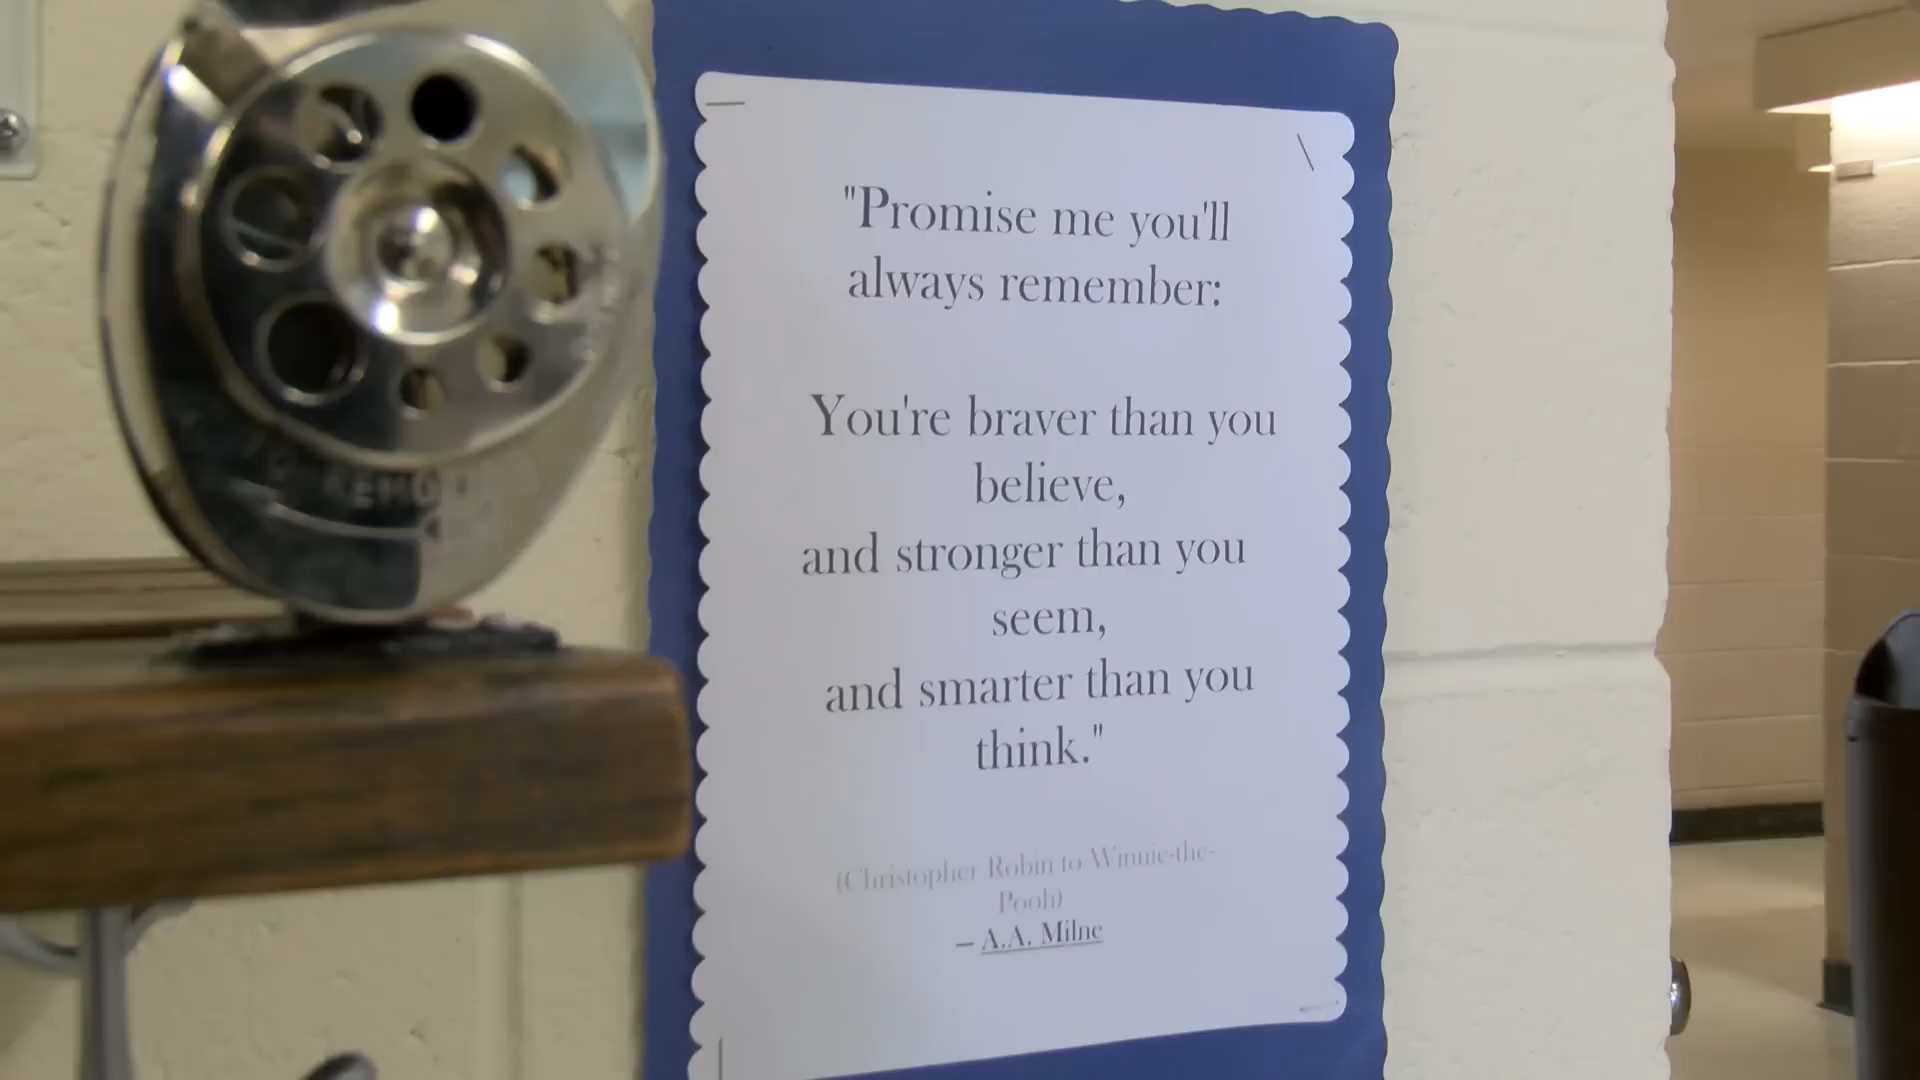 "Promise me you'll
always remember:
You're braver than you
believe,
and stronger than you
seem,
and smarter than you
think."
(Christopher Robin to Winnie-the-
Pooh)
— A.A. Milne